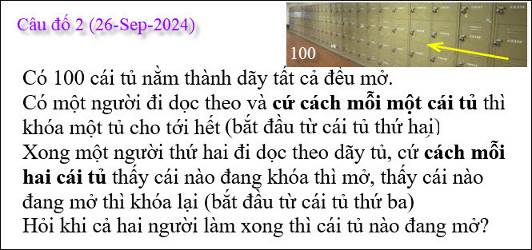 Câu đố 2 (26-Sep-2024)
100
Có 100 cái tủ nằm thành dãy tất cả đều mở.
Có một người đi dọc theo và cứ cách mỗi một cái tủ thì
khóa một tủ cho tới hết (bắt đầu từ cái tủ thứ hai)
Xong một người thứ hai đi dọc theo dãy tủ, cứ cách mỗi
hai cái tủ thấy cái nào đang khóa thì mở, thấy cái nào
đang mở thì khóa lại (bắt đầu từ cái tủ thứ ba)
Hỏi khi cả hai người làm xong thì cái tủ nào đang mở?